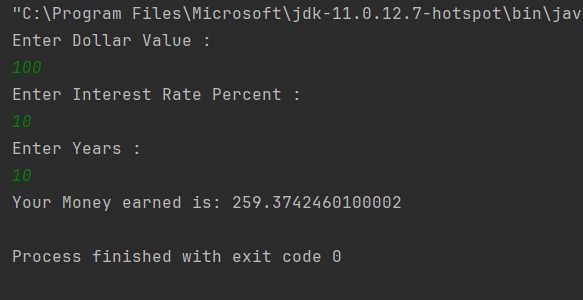 "C:\Program Files\Microsoft\jdk-11.0.12.7-hotspot\bin\jav
Enter Dollar Value :
100
Enter Interest Rate Percent :
10
Enter Years :
10
Your Money earned is: 259.3742460100002
Process finished with exit code 0